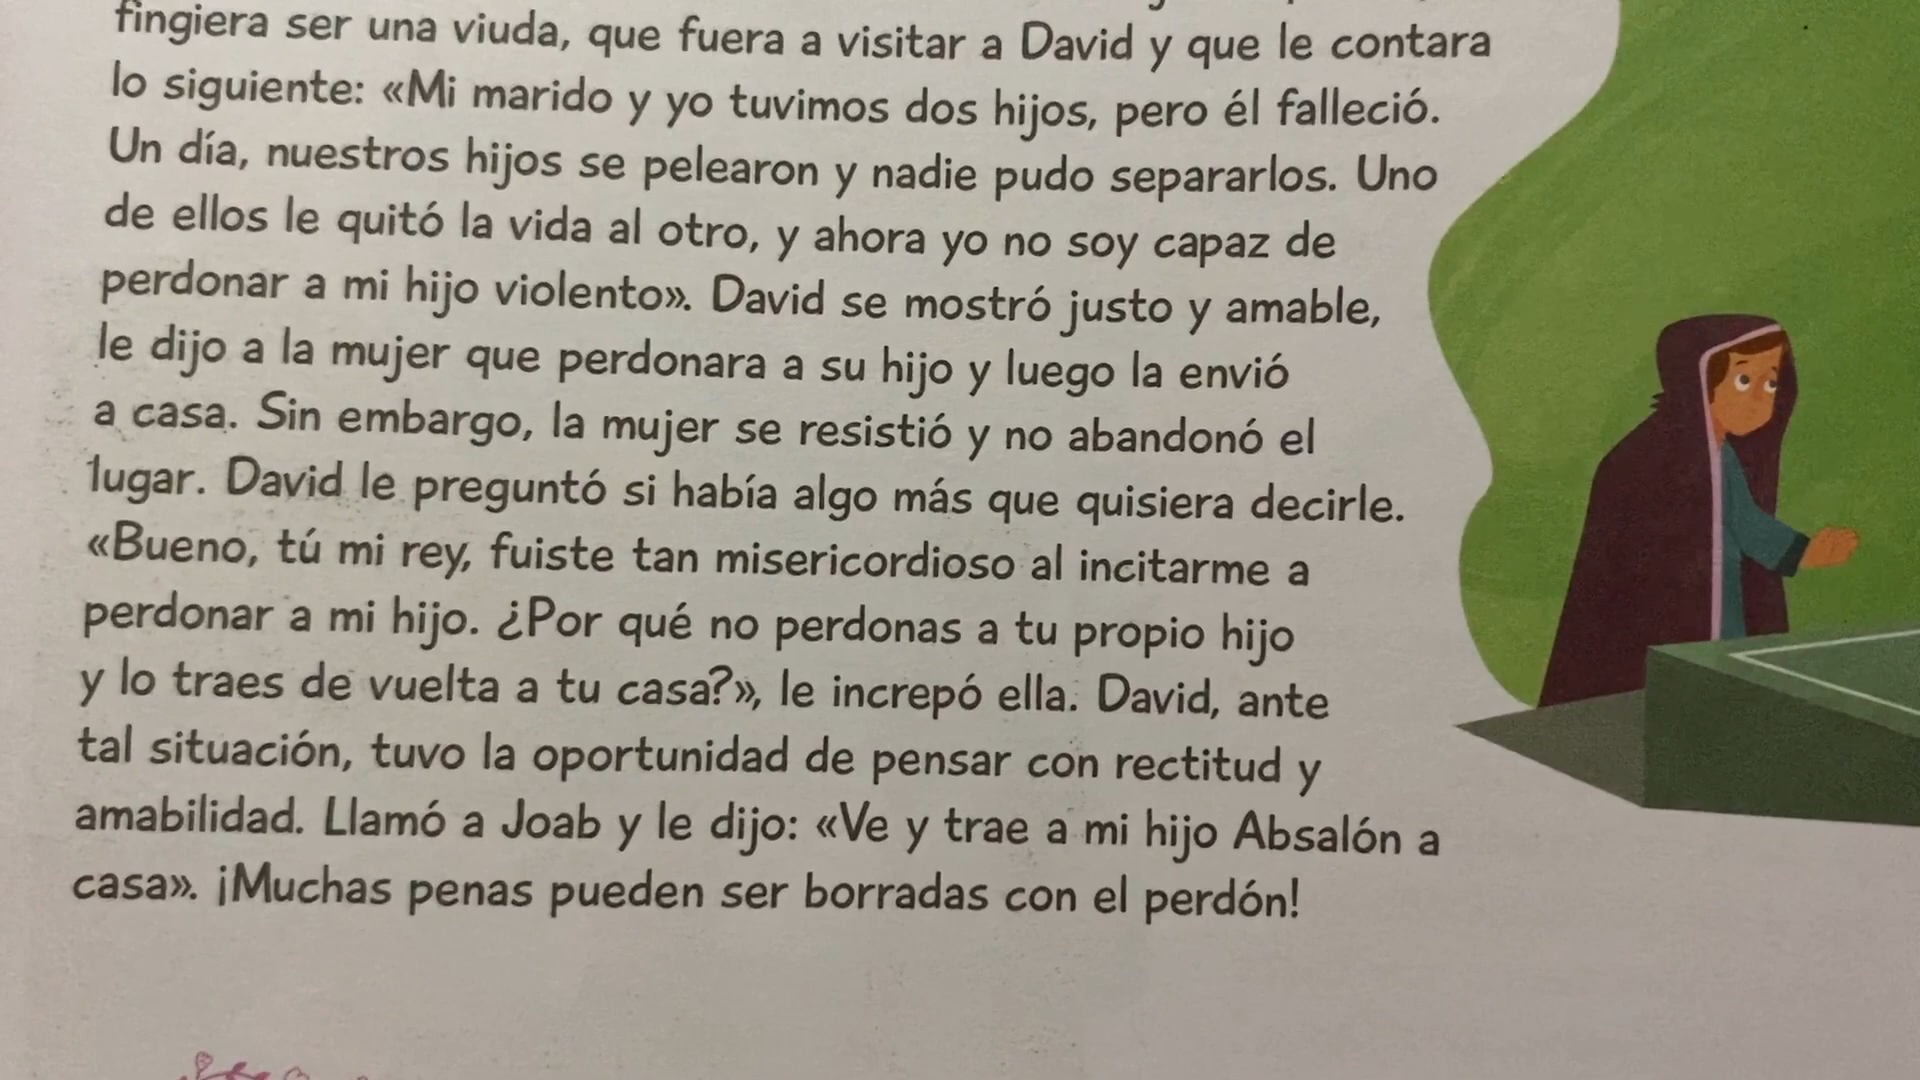 fingiera ser una viuda, que fuera a visitar a David y que le contara
lo siguiente: «Mi marido y yo tuvimos dos hijos, pero él falleció.
Un día, nuestros hijos se pelearon y nadie pudo separarlos. Uno
de ellos le quitó la vida al otro, y ahora yo no soy capaz de
perdonar a mi hijo violento». David se mostró justo y amable,
le dijo a la mujer que perdonara a su hijo y luego la envió
a casa. Sin embargo, la mujer se resistió y no abandonó el
lugar. David le preguntó si había algo más que quisiera decirle.
«Bueno, tú mi rey, fuiste tan misericordioso al incitarme a
perdonar a mi hijo. ¿Por qué no perdonas a tu propio hijo
y lo traes de vuelta a tu casa?», le increpó ella. David, ante
tal situación, tuvo la oportunidad de pensar con rectitud y
amabilidad. Llamó a Joab y le dijo: «Ve y trae a mi hijo Absalón a
casa». ¡Muchas penas pueden ser borradas con el perdón!